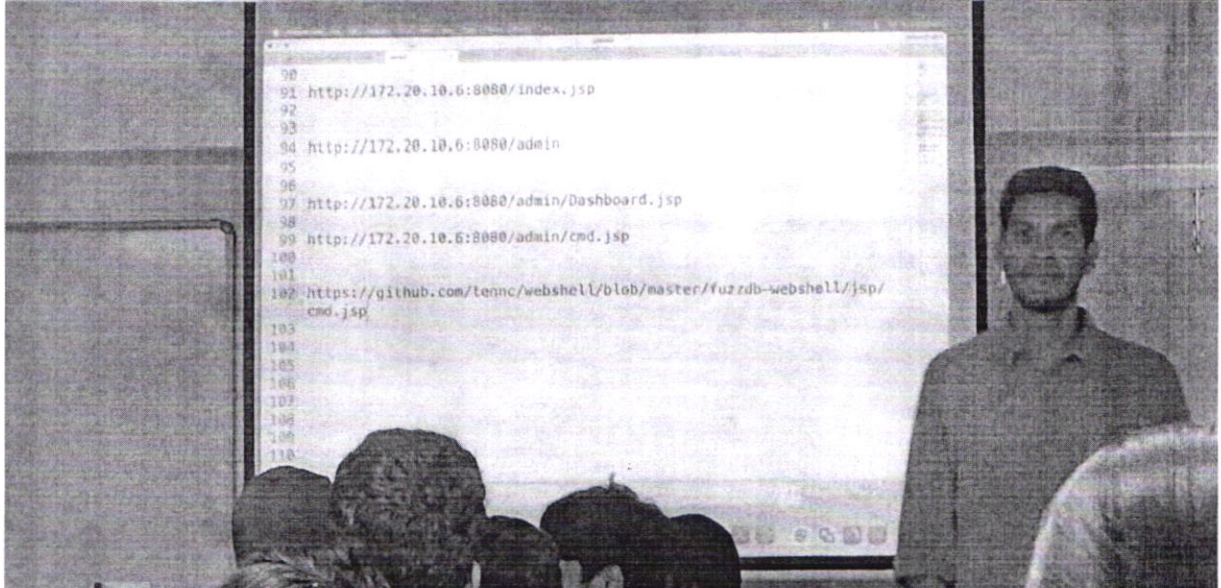 90
91 http://172.20.10.6:8080/index.jsp
92
93
94 http://172.20.10.6:8080/admin
95
96
97 http://172.20.10.6:8080/admin/Dashboard.jsp
98
99 http://172.20.10.6:8080/admin/cmd.jsp
100
101
102 https://github.com/tennc/webshell/blob/master/fuzzdb-webshell/jsp/
cmd.jsp
103
104
105
106
107
108
109
110